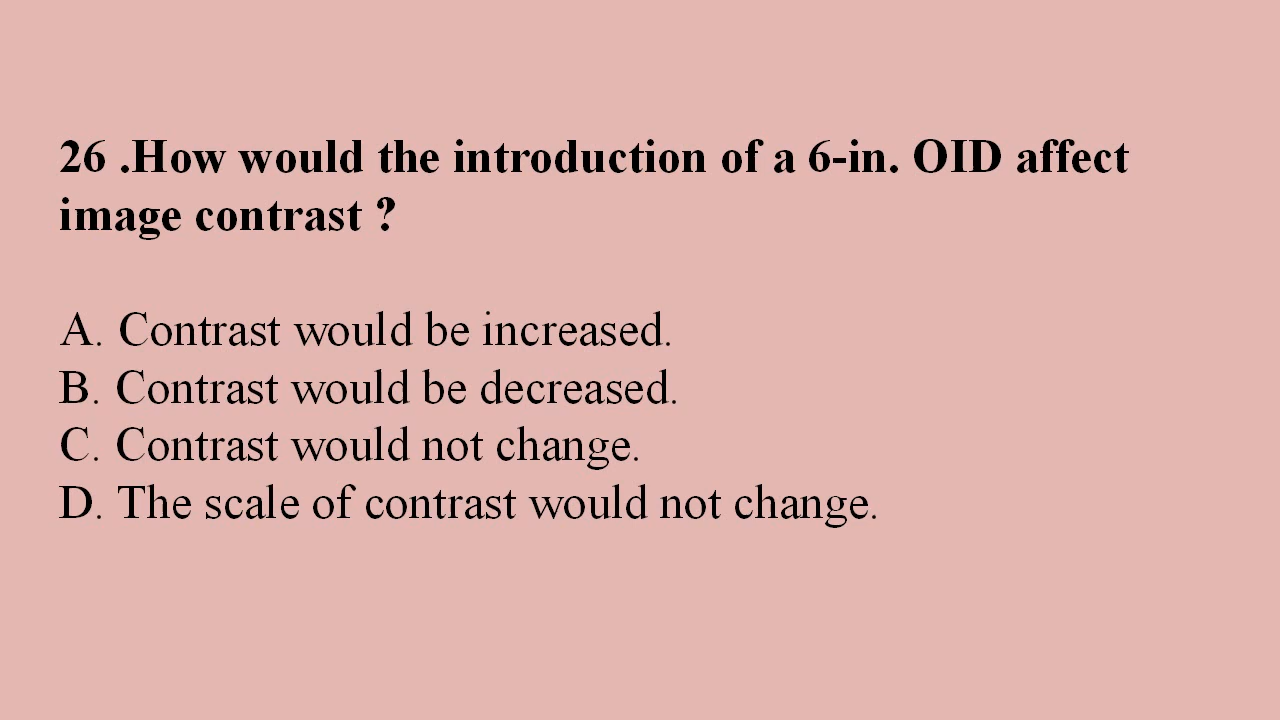 26 .How would the introduction of a 6-in. OID affect
image contrast ?
A. Contrast would be increased.
B. Contrast would be decreased.
C. Contrast would not change.
D. The scale of contrast would not change.